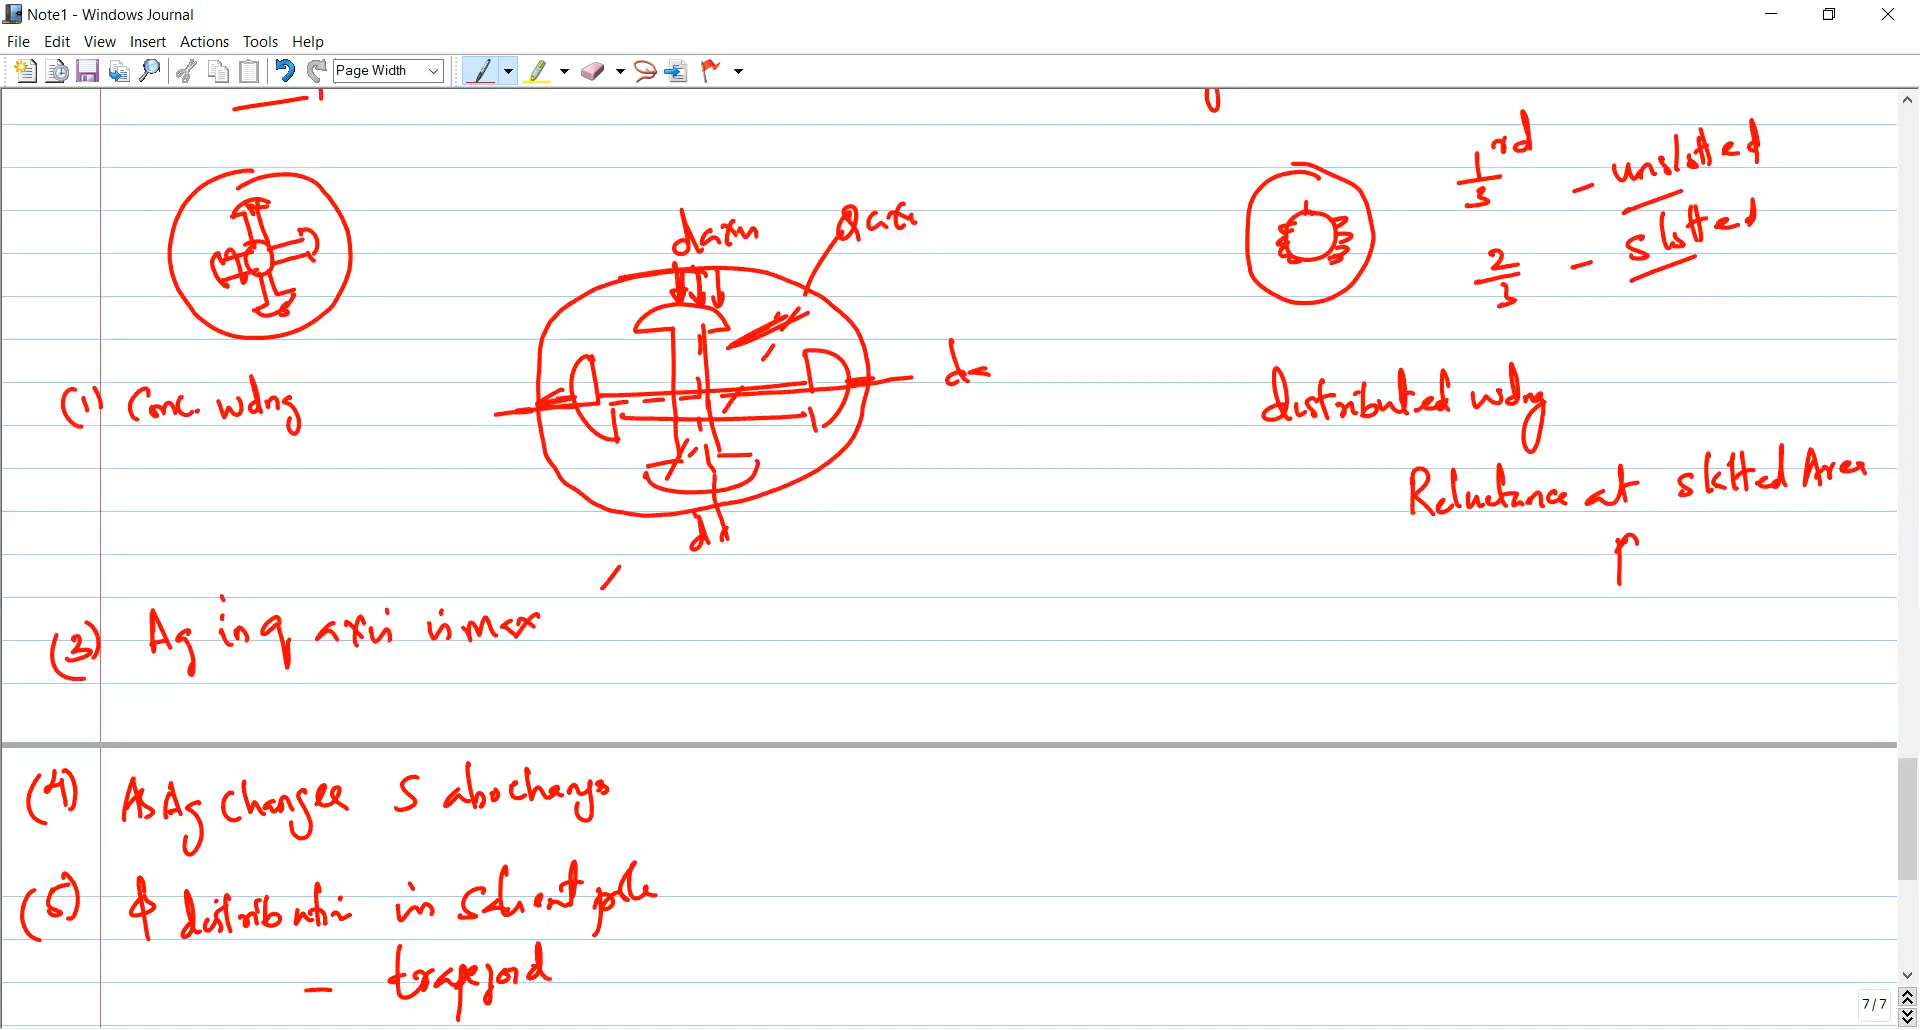 Note1 - Windows Journal
File Edit View Insert Actions Tools Help
Page Width
1/3 rd - unslotted
2/3 - slotted
daxis
Q axis
(1) Conc. wdng
distributed wdng
Reluctance at slotted Area
(3) Ag in q axis is max
(4) As Ag changes S also changes
(5) ϕ distribution in Salient pole
- trapezoid
7/7